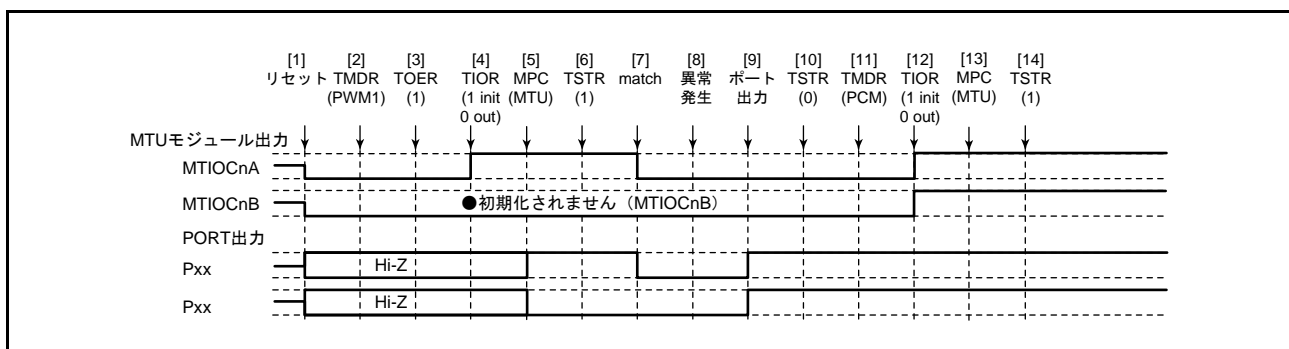 [1] [2] [3] [4] [5] [6] [7] [8] [9] [10] [11] [12] [13] [14]
リセット TMDR TOER TIOR MPC TSTR match 異常 ポート TSTR TMDR TIOR MPC TSTR
(PWM1) (1) (1 init (MTU) (1) 発生 出力 (0) (PCM) (1 init (MTU) (1)
0 out) 0 out)
MTUモジュール出力
MTIOCnA
MTIOCnB ●初期化されません（MTIOCnB）
PORT出力
Pxx Hi-Z
Pxx Hi-Z